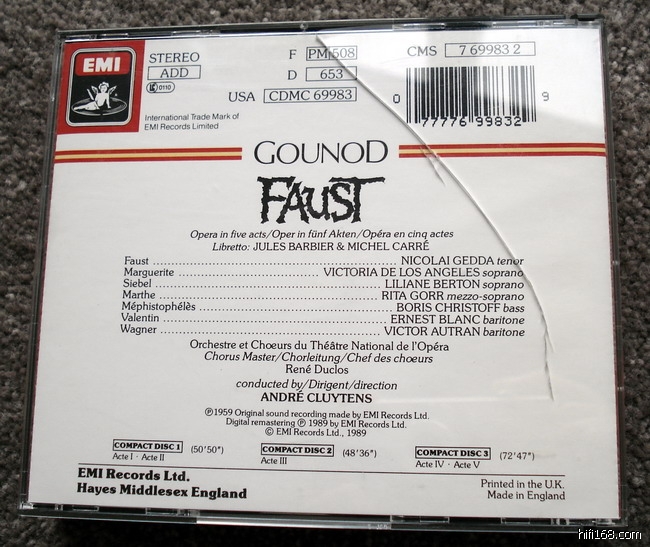 EMI
STEREO
ADD
LC 0110
International Trade Mark of
EMI Records Limited
F PM 508
D 653
USA CDMC 69983
CMS 7 69983 2
0 77776 99832 9
GOUNOD
FAUST
Opera in five acts/Oper in fünf Akten/Opéra en cinq actes
Libretto: JULES BARBIER & MICHEL CARRÉ
Faust ........ NICOLAI GEDDA tenor
Marguerite ........ VICTORIA DE LOS ANGELES soprano
Siebel ........ LILIANE BERTON soprano
Marthe ........ RITA GORR mezzo-soprano
Méphistophélès ........ BORIS CHRISTOFF bass
Valentin ........ ERNEST BLANC baritone
Wagner ........ VICTOR AUTRAN baritone
Orchestre et Chœurs du Théâtre National de l'Opéra
Chorus Master/Chorleitung/Chef des chœurs
René Duclos
conducted by/Dirigent/direction
ANDRÉ CLUYTENS
℗1959 Original sound recording made by EMI Records Ltd.
Digital remastering ℗ 1989 by EMI Records Ltd.
© EMI Records Ltd., 1989
COMPACT DISC 1 (50'50")
Acte I · Acte II
COMPACT DISC 2 (48'36")
Acte III
COMPACT DISC 3 (72'47")
Acte IV · Acte V
EMI Records Ltd.
Hayes Middlesex England
Printed in the U.K.
Made in England
hifi168.com